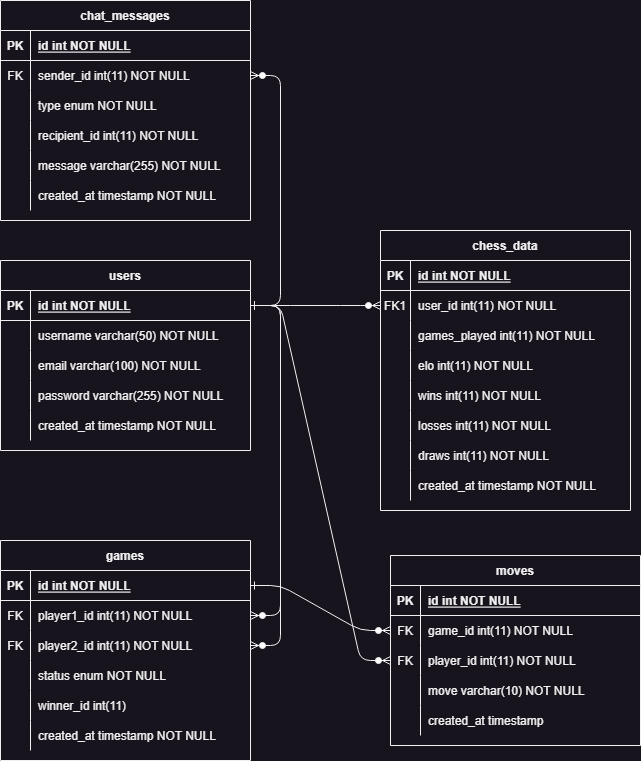 chat_messages
PK id int NOT NULL
FK sender_id int(11) NOT NULL
type enum NOT NULL
recipient_id int(11) NOT NULL
message varchar(255) NOT NULL
created_at timestamp NOT NULL
users
PK id int NOT NULL
username varchar(50) NOT NULL
email varchar(100) NOT NULL
password varchar(255) NOT NULL
created_at timestamp NOT NULL
chess_data
PK id int NOT NULL
FK1 user_id int(11) NOT NULL
games_played int(11) NOT NULL
elo int(11) NOT NULL
wins int(11) NOT NULL
losses int(11) NOT NULL
draws int(11) NOT NULL
created_at timestamp NOT NULL
games
PK id int NOT NULL
FK player1_id int(11) NOT NULL
FK player2_id int(11) NOT NULL
status enum NOT NULL
winner_id int(11)
created_at timestamp NOT NULL
moves
PK id int NOT NULL
FK game_id int(11) NOT NULL
FK player_id int(11) NOT NULL
move varchar(10) NOT NULL
created_at timestamp